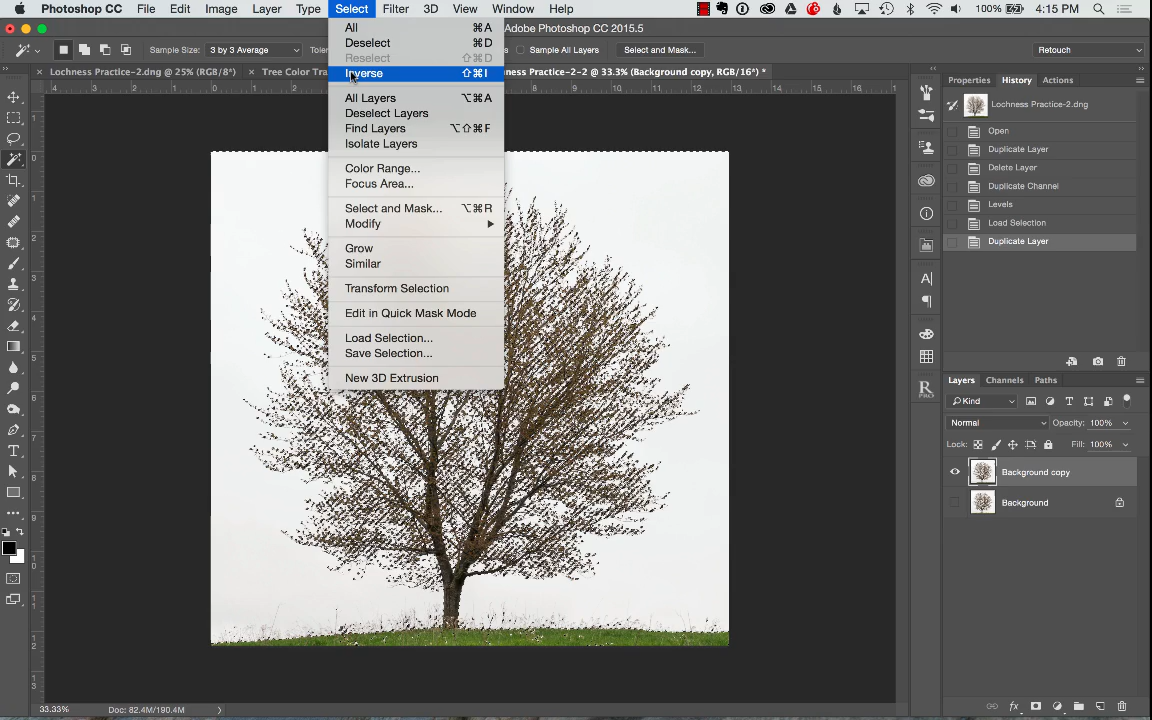 Photoshop CC File Edit Image Layer Type Select Filter 3D View Window Help 100% 4:15 PM
Adobe Photoshop CC 2015.5
Sample Size: 3 by 3 Average Sample All Layers Select and Mask... Retouch
× Lochness Practice-2.dng @ 25% (RGB/8*) × Tree Color Tra ness Practice-2-2 @ 33.3% (Background copy, RGB/16*) *
All ⌘A
Deselect ⌘D
Reselect ⇧⌘D
Inverse ⇧⌘I
All Layers ⌥⌘A
Deselect Layers
Find Layers ⌥⇧⌘F
Isolate Layers
Color Range...
Focus Area...
Select and Mask... ⌥⌘R
Modify
Grow
Similar
Transform Selection
Edit in Quick Mask Mode
Load Selection...
Save Selection...
New 3D Extrusion
Properties History Actions
Lochness Practice-2.dng
Open
Duplicate Layer
Delete Layer
Duplicate Channel
Levels
Load Selection
Duplicate Layer
Layers Channels Paths
Kind
Normal Opacity: 100%
Lock: Fill: 100%
Background copy
Background
33.33% Doc: 82.4M/190.4M